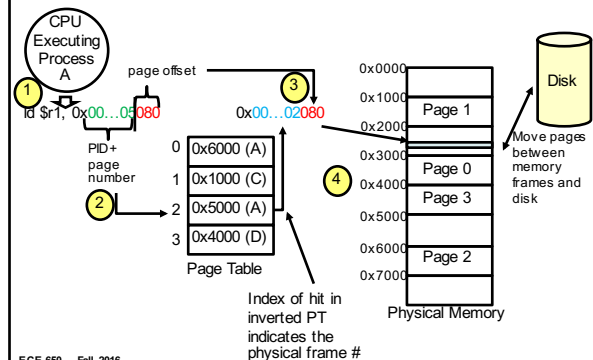 CPU
Executing
Process
A
page offset
1
ld $r1, 0x00…05080
3
0x00…02080
PID+
page
number
2
0 0x6000 (A)
1 0x1000 (C)
2 0x5000 (A)
3 0x4000 (D)
Page Table
Index of hit in
inverted PT
indicates the
physical frame #
4
0x0000
0x1000
Page 1
0x2000
0x3000
Page 0
0x4000
Page 3
0x5000
0x6000
Page 2
0x7000
Physical Memory
Disk
Move pages
between
memory
frames and
disk
Fall 2016